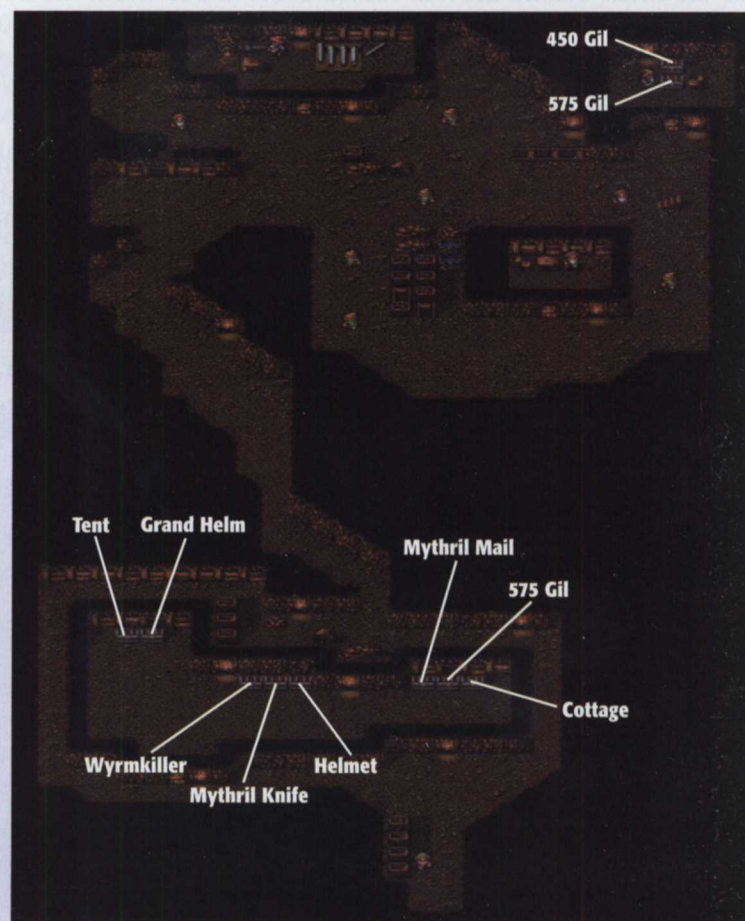 450 Gil
575 Gil
Tent
Grand Helm
Mythril Mail
575 Gil
Cottage
Wyrmkiller
Mythril Knife
Helmet